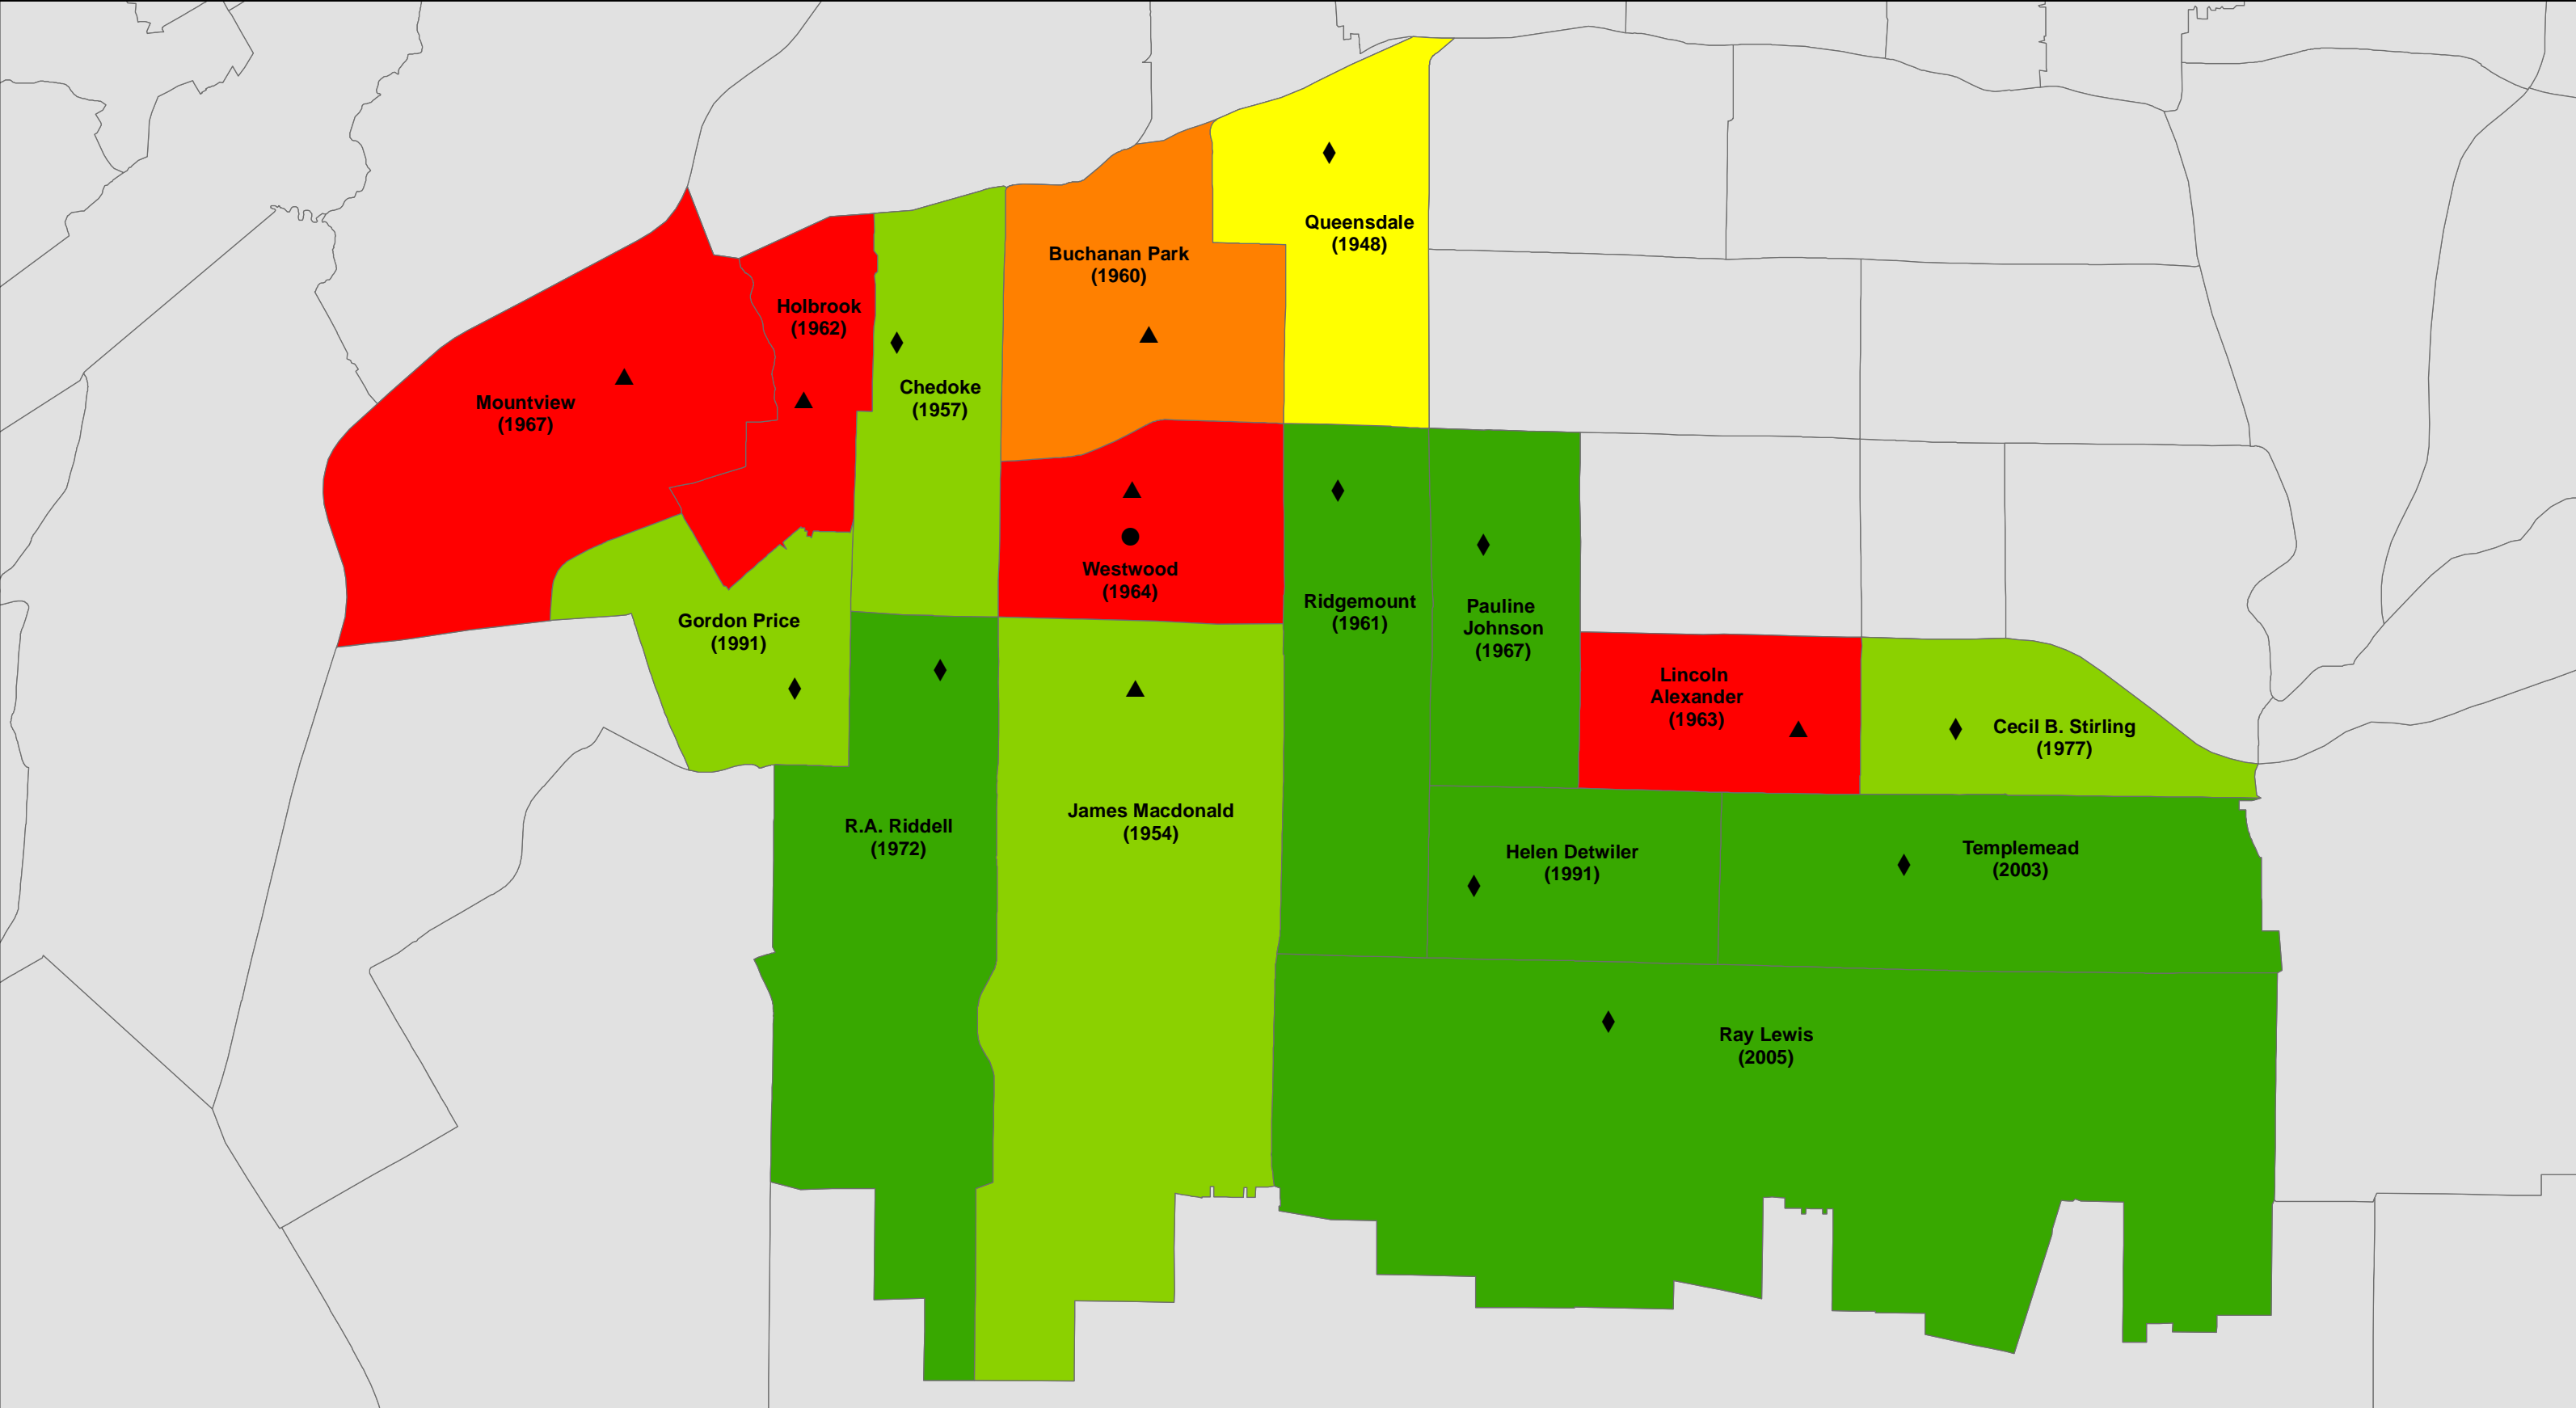 Queensdale
(1948)
Buchanan Park
(1960)
Holbrook
(1962)
Chedoke
(1957)
Mountview
(1967)
Westwood
(1964)
Ridgemount
(1961)
Pauline
Johnson
(1967)
Gordon Price
(1991)
Lincoln
Alexander
(1963)
Cecil B. Stirling
(1977)
James Macdonald
(1954)
R.A. Riddell
(1972)
Helen Detwiler
(1991)
Templemead
(2003)
Ray Lewis
(2005)